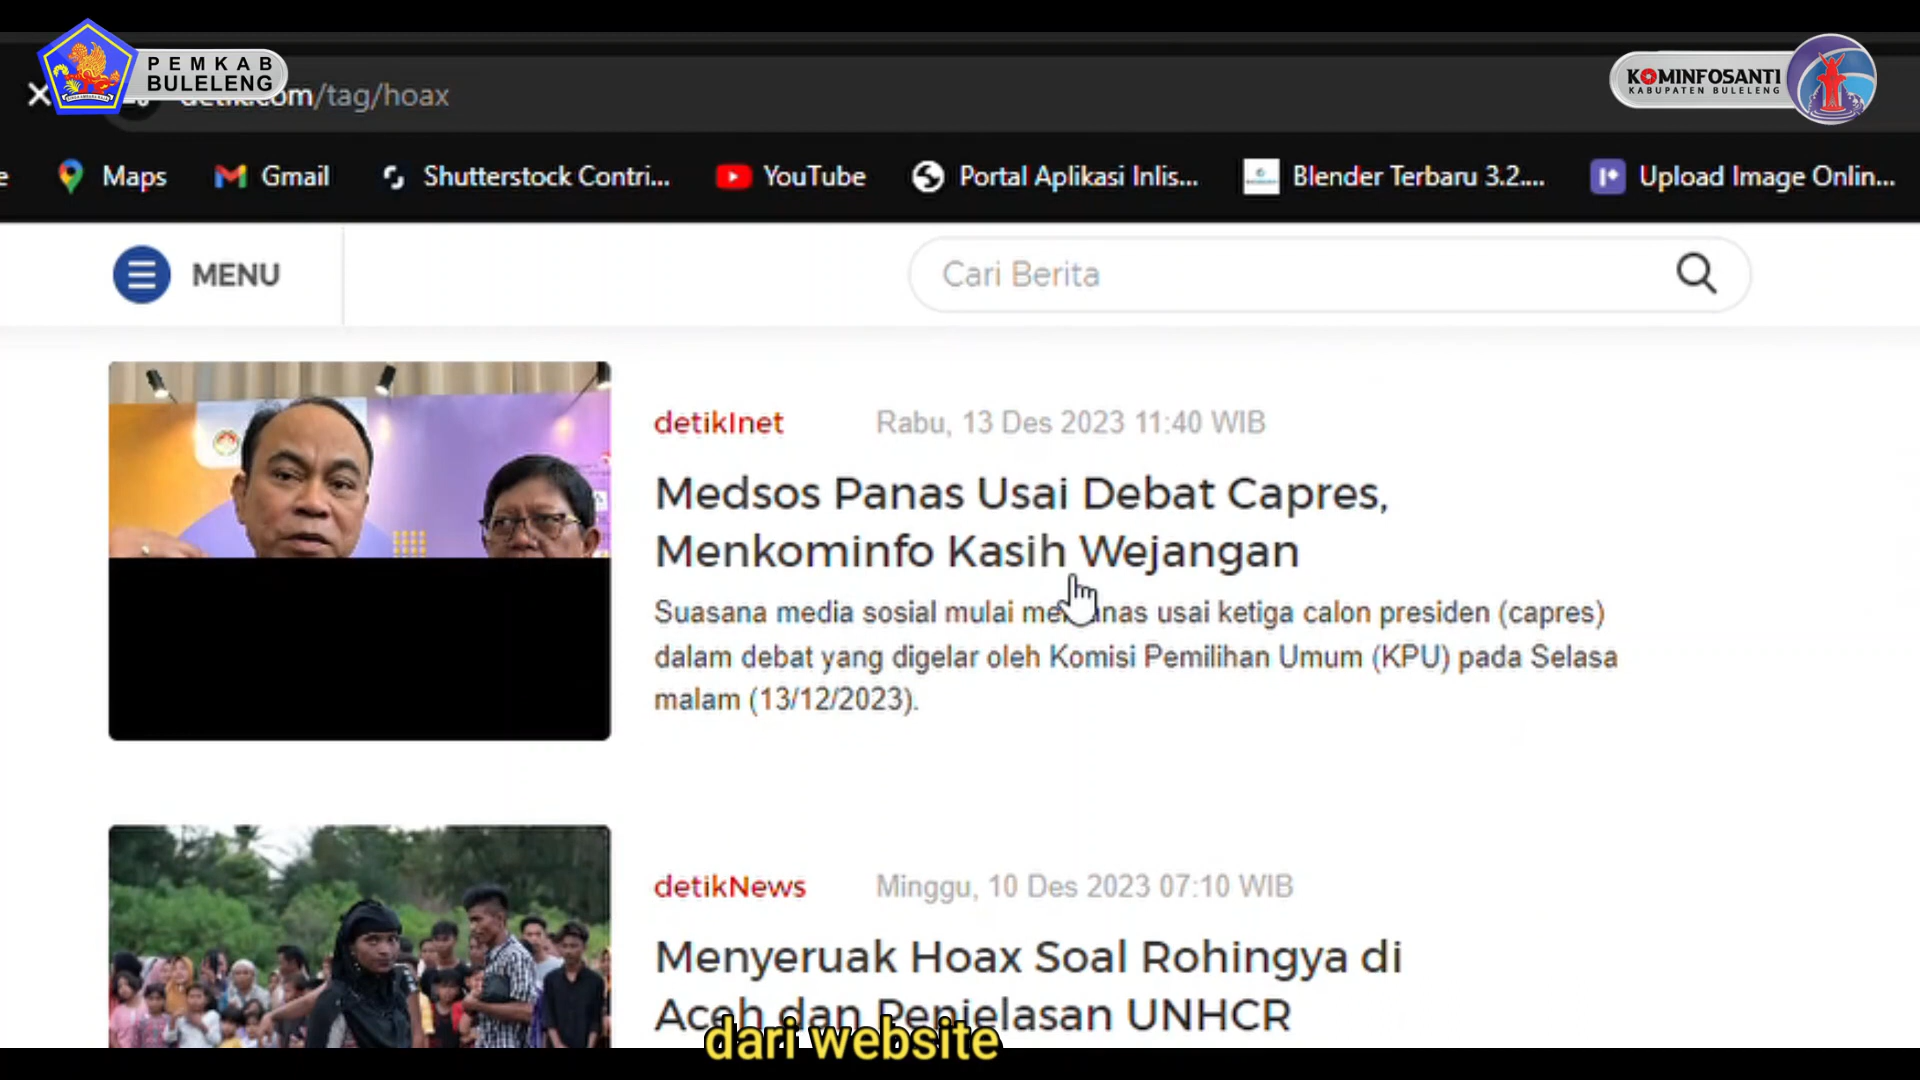 PEMKAB
BULELENG
KOMINFOSANTI
KABUPATEN BULELENG
detik.com/tag/hoax
e
Maps
Gmail
Shutterstock Contri...
YouTube
Portal Aplikasi Inlis...
Blender Terbaru 3.2....
Upload Image Onlin...
MENU
Cari Berita
detikInet
Rabu, 13 Des 2023 11:40 WIB
Medsos Panas Usai Debat Capres,
Menkominfo Kasih Wejangan
Suasana media sosial mulai memanas usai ketiga calon presiden (capres)
dalam debat yang digelar oleh Komisi Pemilihan Umum (KPU) pada Selasa
malam (13/12/2023).
detikNews
Minggu, 10 Des 2023 07:10 WIB
Menyeruak Hoax Soal Rohingya di
Aceh dan Penjelasan UNHCR
dari website